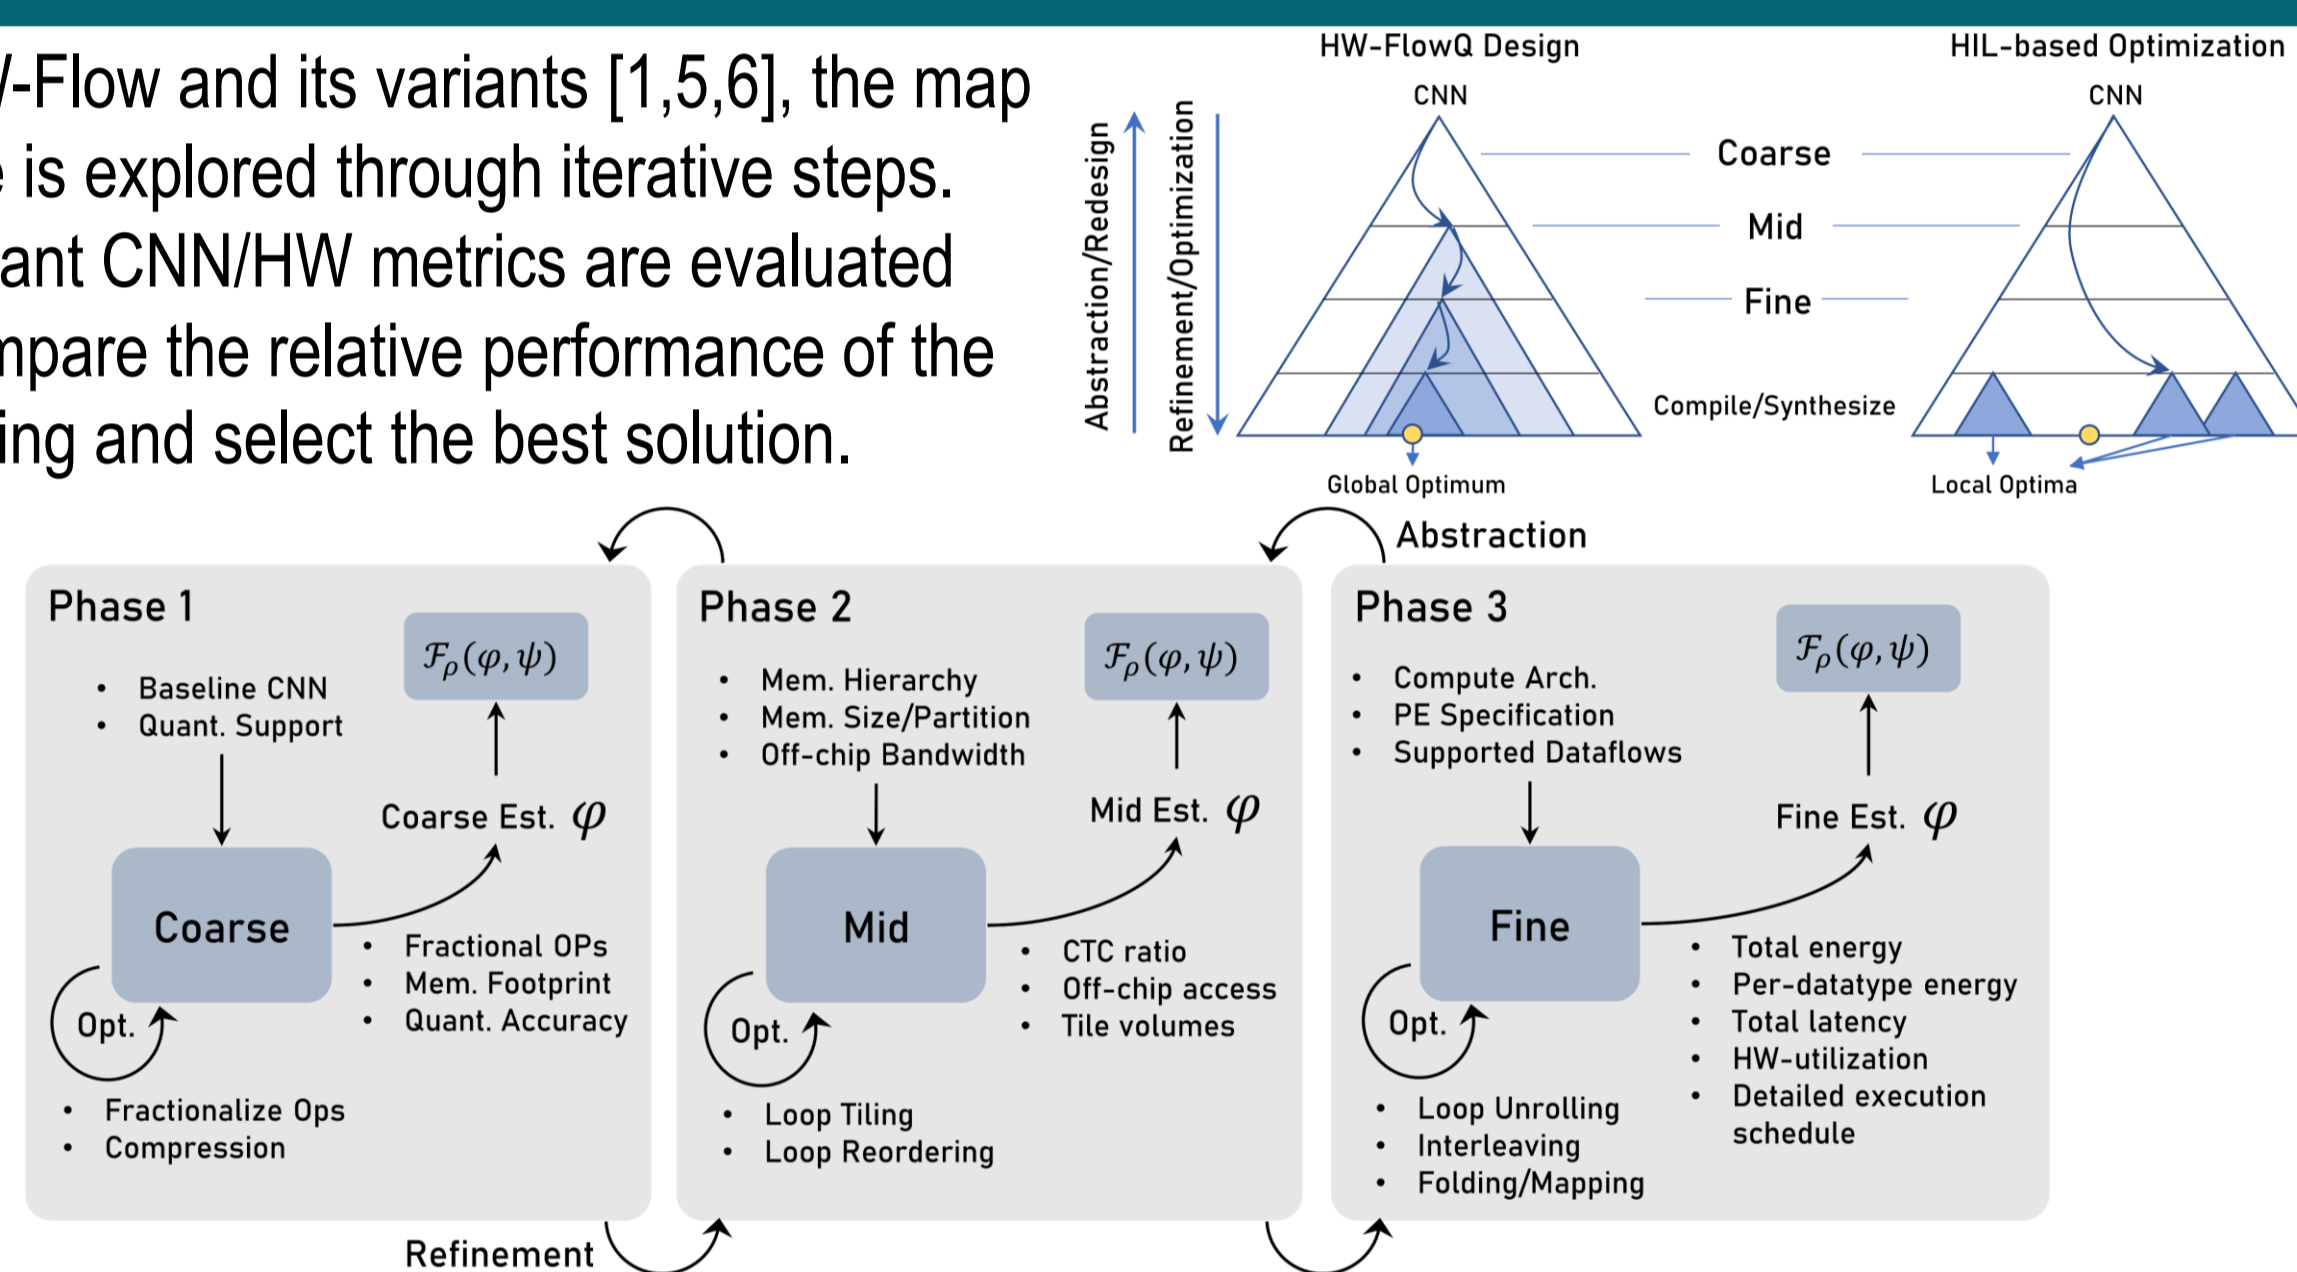 W-Flow and its variants [1,5,6], the map
e is explored through iterative steps.
ant CNN/HW metrics are evaluated
mpare the relative performance of the
ing and select the best solution.
HW-FlowQ Design
CNN
Abstraction/Redesign
Refinement/Optimization
Global Optimum
Coarse
Mid
Fine
Compile/Synthesize
HIL-based Optimization
CNN
Local Optima
Abstraction
Phase 1
• Baseline CNN
• Quant. Support
ℱρ(φ,ψ)
Coarse Est. φ
Coarse
• Fractional OPs
• Mem. Footprint
• Quant. Accuracy
Opt.
• Fractionalize Ops
• Compression
Phase 2
• Mem. Hierarchy
• Mem. Size/Partition
• Off-chip Bandwidth
ℱρ(φ,ψ)
Mid Est. φ
Mid
• CTC ratio
• Off-chip access
• Tile volumes
Opt.
• Loop Tiling
• Loop Reordering
Phase 3
• Compute Arch.
• PE Specification
• Supported Dataflows
ℱρ(φ,ψ)
Fine Est. φ
Fine
• Total energy
• Per-datatype energy
• Total latency
• HW-utilization
• Detailed execution
schedule
Opt.
• Loop Unrolling
• Interleaving
• Folding/Mapping
Refinement